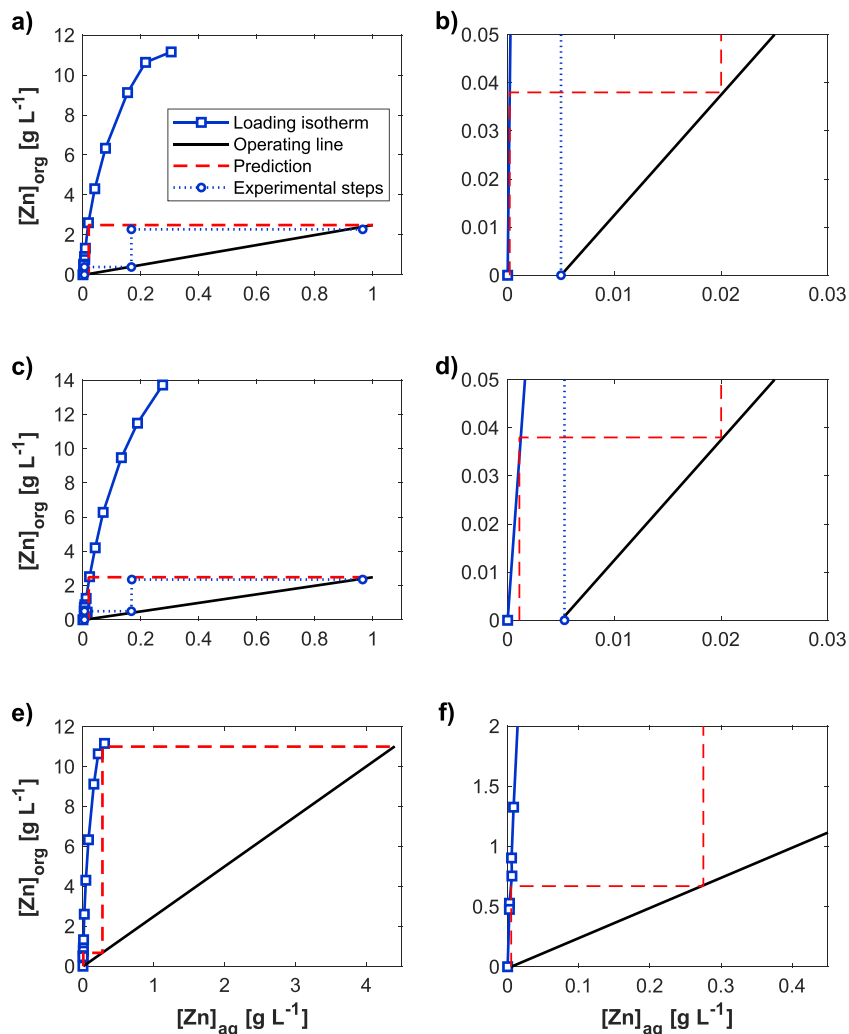 a)
[Zn]org [g L-1]
12
10
8
6
4
2
0
0 0.2 0.4 0.6 0.8 1
Loading isotherm
Operating line
Prediction
Experimental steps
b)
0.05
0.04
0.03
0.02
0.01
0
0 0.01 0.02 0.03
c)
[Zn]org [g L-1]
14
12
10
8
6
4
2
0
0 0.2 0.4 0.6 0.8 1
d)
0.05
0.04
0.03
0.02
0.01
0
0 0.01 0.02 0.03
e)
[Zn]org [g L-1]
12
10
8
6
4
2
0
0 1 2 3 4
[Zn]aq [g L-1]
f)
2
1.5
1
0.5
0
0 0.1 0.2 0.3 0.4
[Zn]aq [g L-1]